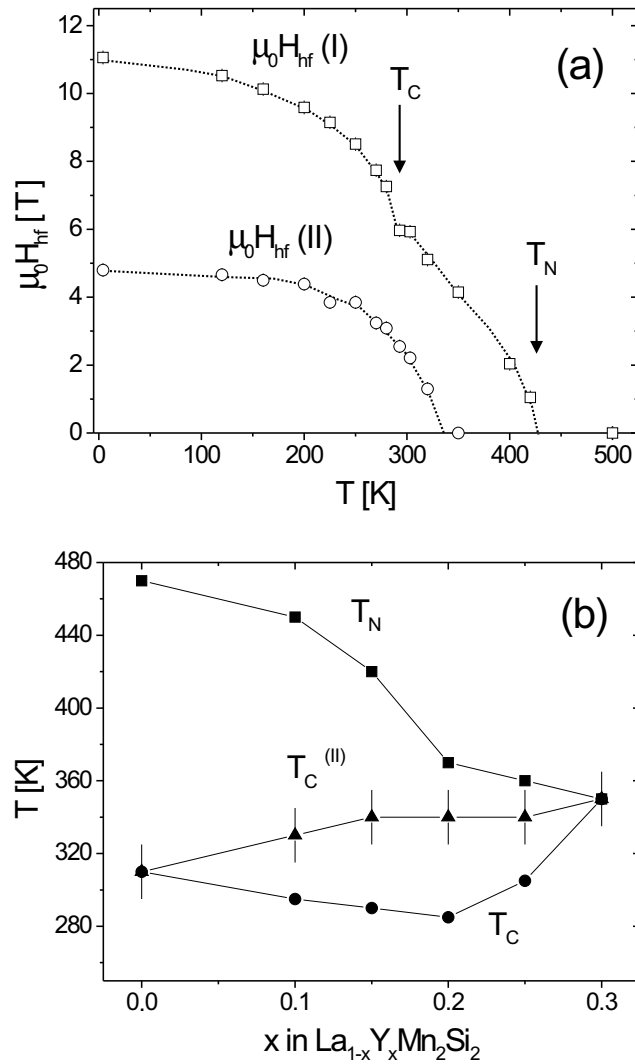 12
μ₀Hhf (I)
(a)
TC
10
8
μ₀Hhf [T]
6
μ₀Hhf (II)
TN
4
2
0
0
100
200
300
400
500
T [K]
480
TN
(b)
440
400
T [K]
TC (II)
360
320
280
TC
0.0
0.1
0.2
0.3
x in La₁₋ₓYₓMn₂Si₂